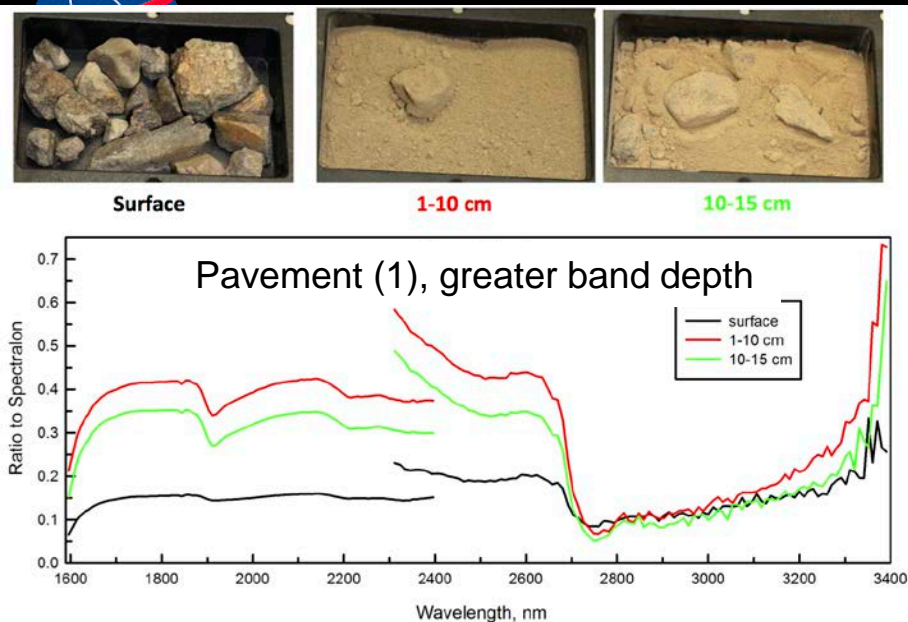 Surface
1-10 cm
10-15 cm
Pavement (1), greater band depth
surface
1-10 cm
10-15 cm
Ratio to Spectralon
0.7
0.6
0.5
0.4
0.3
0.2
0.1
0.0
1600 1800 2000 2200 2400 2600 2800 3000 3200 3400
Wavelength, nm